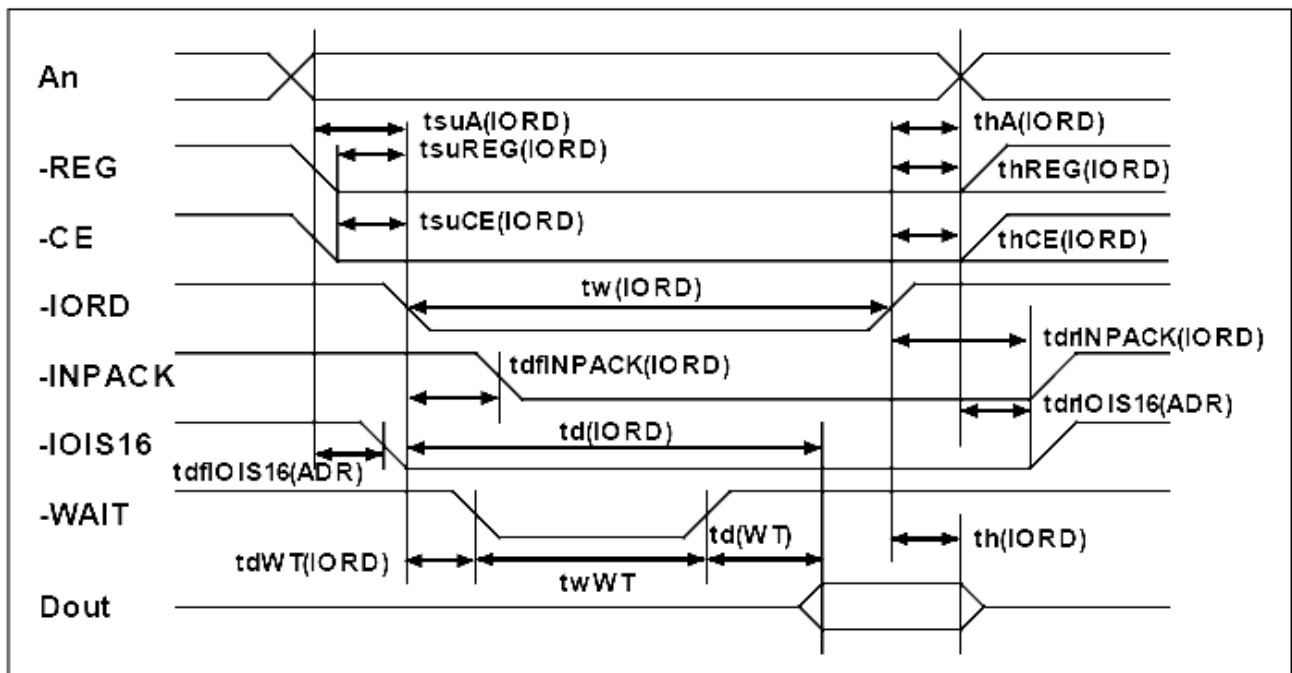 An
tsuA(IORD)
thA(IORD)
tsuREG(IORD)
-REG
thREG(IORD)
tsuCE(IORD)
-CE
thCE(IORD)
tw(IORD)
-IORD
tdrINPACK(IORD)
tdfINPACK(IORD)
-INPACK
tdrIOIS16(ADR)
td(IORD)
-IOIS16
tdfIOIS16(ADR)
-WAIT
td(WT)
th(IORD)
tdWT(IORD)
twWT
Dout